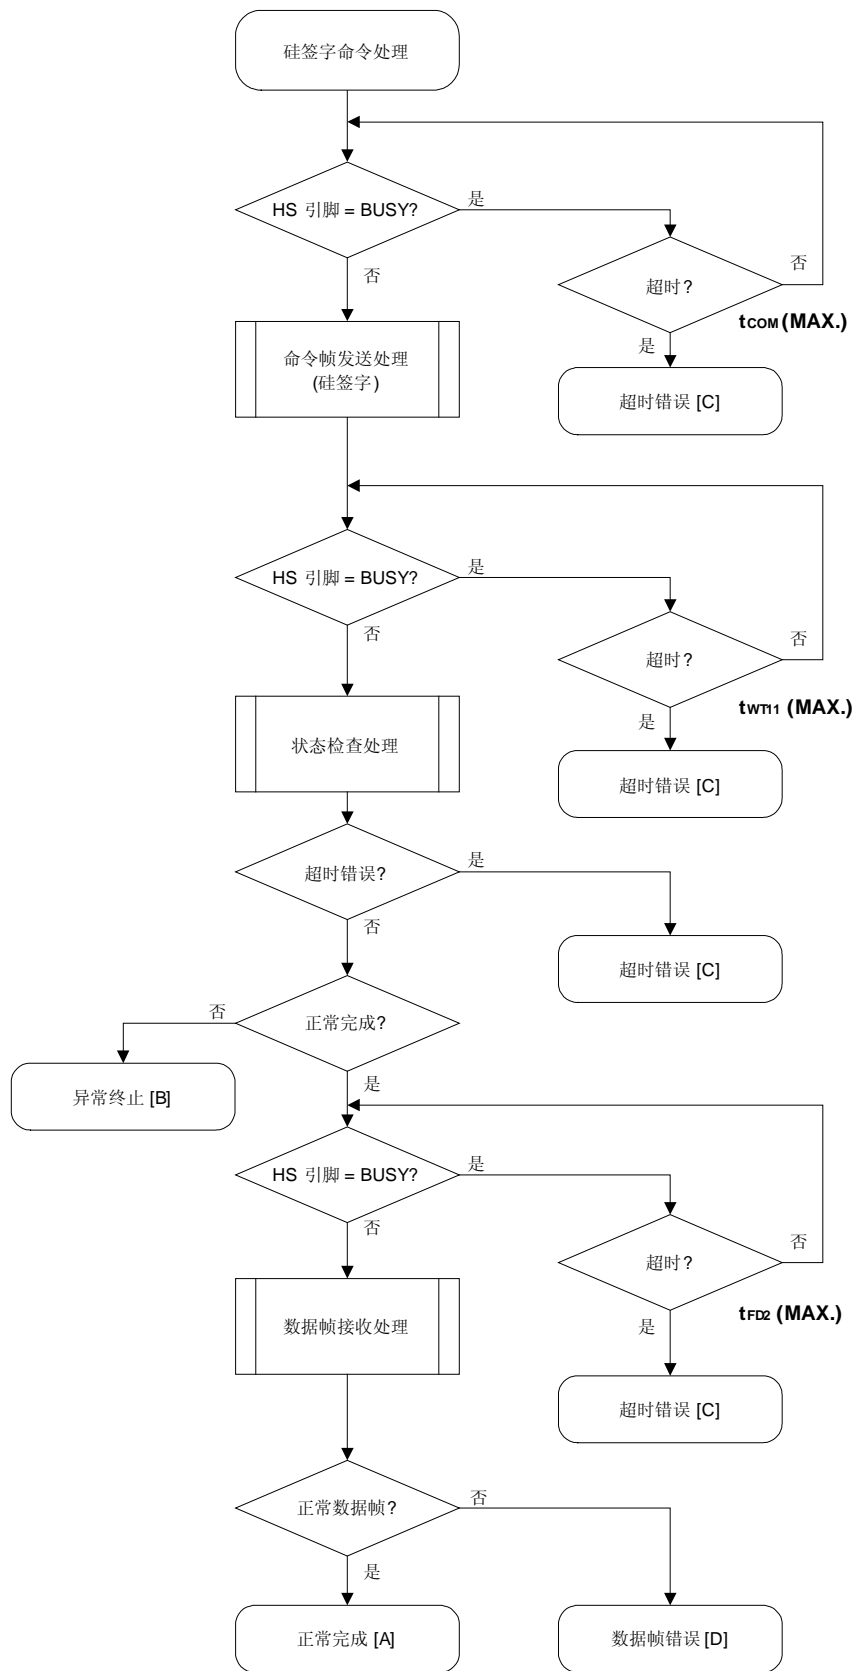 硅签字命令处理
HS 引脚 = BUSY?
是
否
超时?
否
tCOM (MAX.)
是
命令帧发送处理
(硅签字)
超时错误 [C]
HS 引脚 = BUSY?
是
否
超时?
否
tWT11 (MAX.)
是
状态检查处理
超时错误 [C]
超时错误?
是
否
超时错误 [C]
正常完成?
否
是
异常终止 [B]
HS 引脚 = BUSY?
是
否
超时?
否
tFD2 (MAX.)
是
数据帧接收处理
超时错误 [C]
正常数据帧?
否
是
正常完成 [A]
数据帧错误 [D]